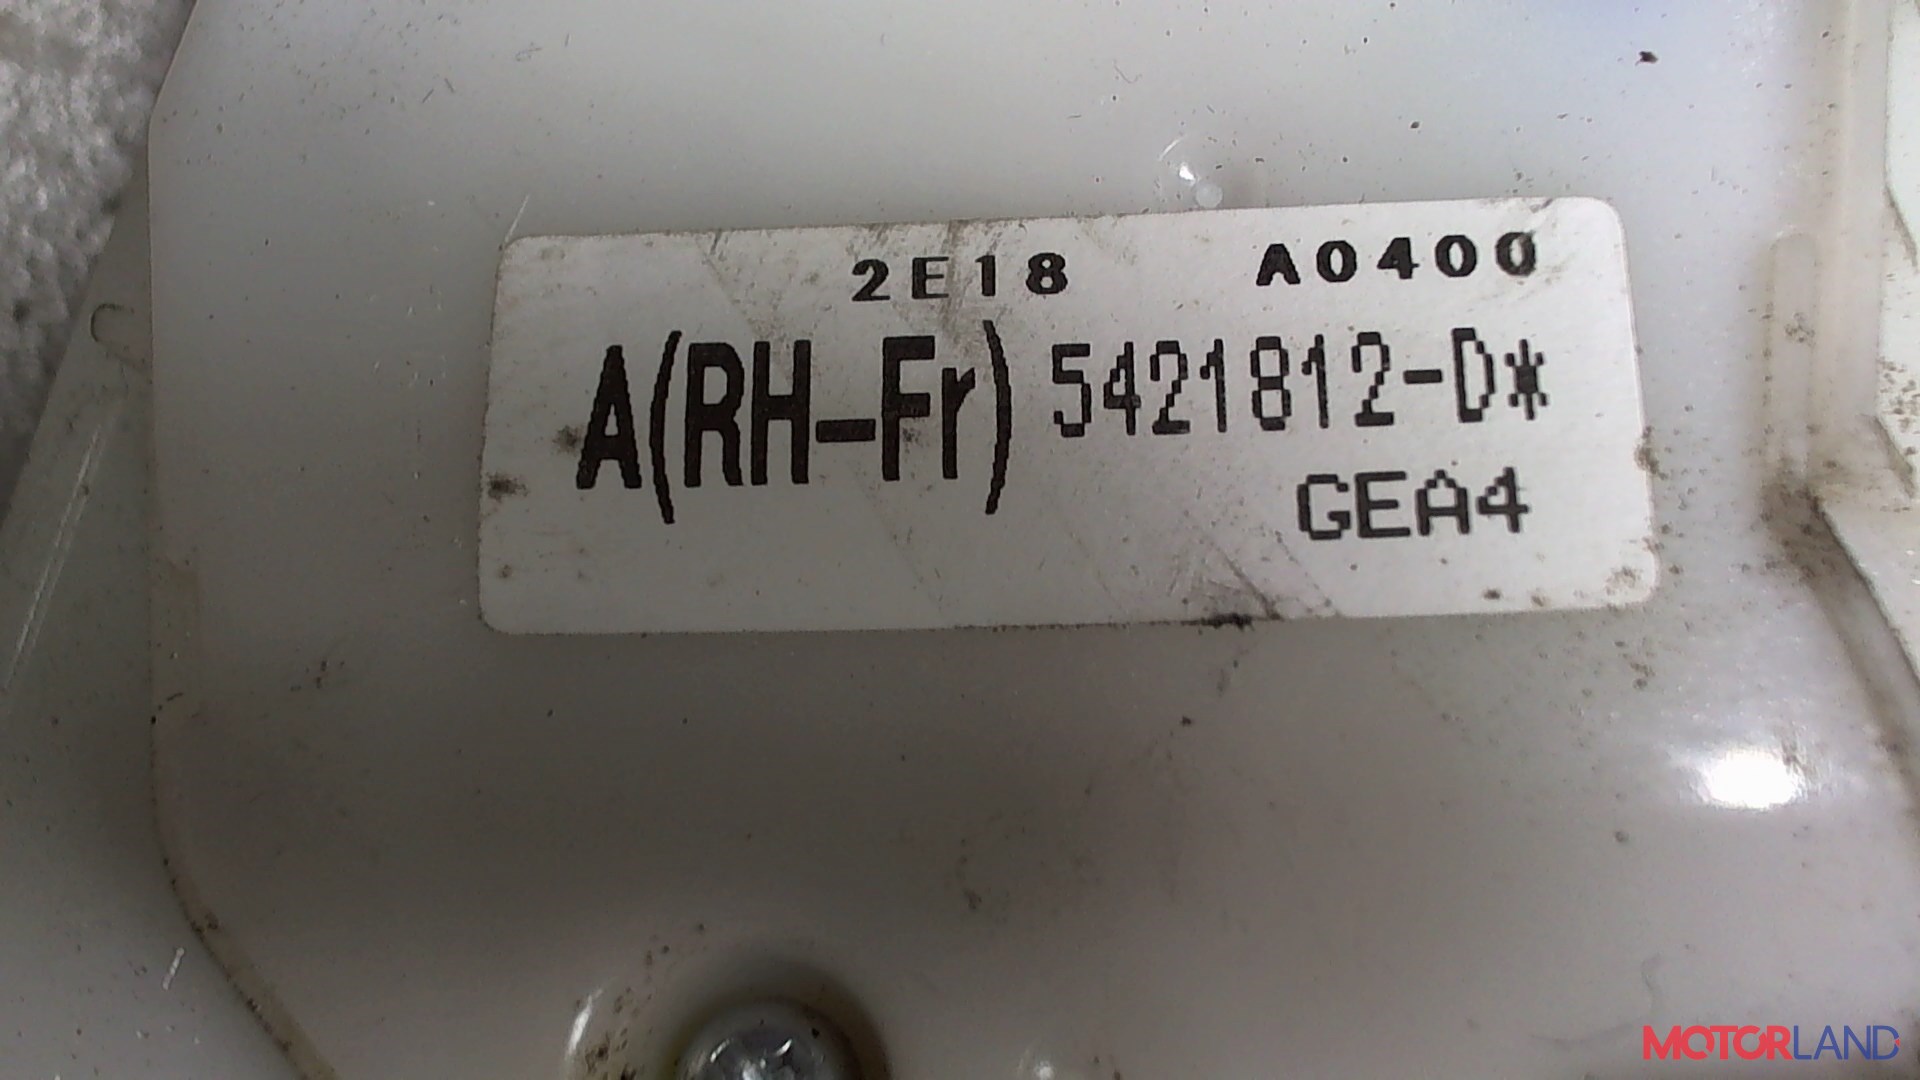 2E18 A0400
A(RH-Fr) 5421812-D*
GEA4
MOTORLAND